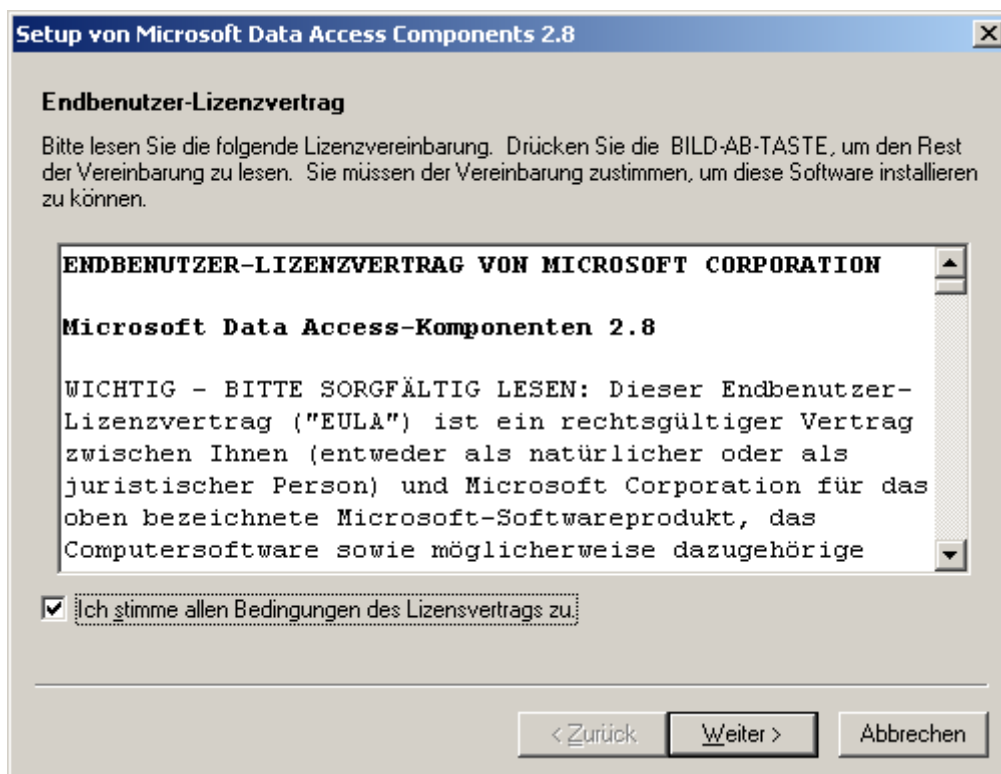 Setup von Microsoft Data Access Components 2.8
Endbenutzer-Lizenzvertrag
Bitte lesen Sie die folgende Lizenzvereinbarung.  Drücken Sie die  BILD-AB-TASTE, um den Rest
der Vereinbarung zu lesen.  Sie müssen der Vereinbarung zustimmen, um diese Software installieren
zu können.
ENDBENUTZER-LIZENZVERTRAG VON MICROSOFT CORPORATION
Microsoft Data Access-Komponenten 2.8
WICHTIG - BITTE SORGFÄLTIG LESEN: Dieser Endbenutzer-
Lizenzvertrag ("EULA") ist ein rechtsgültiger Vertrag
zwischen Ihnen (entweder als natürlicher oder als
juristischer Person) und Microsoft Corporation für das
oben bezeichnete Microsoft-Softwareprodukt, das
Computersoftware sowie möglicherweise dazugehörige
Ich stimme allen Bedingungen des Lizensvertrags zu.
< Zurück Weiter > Abbrechen